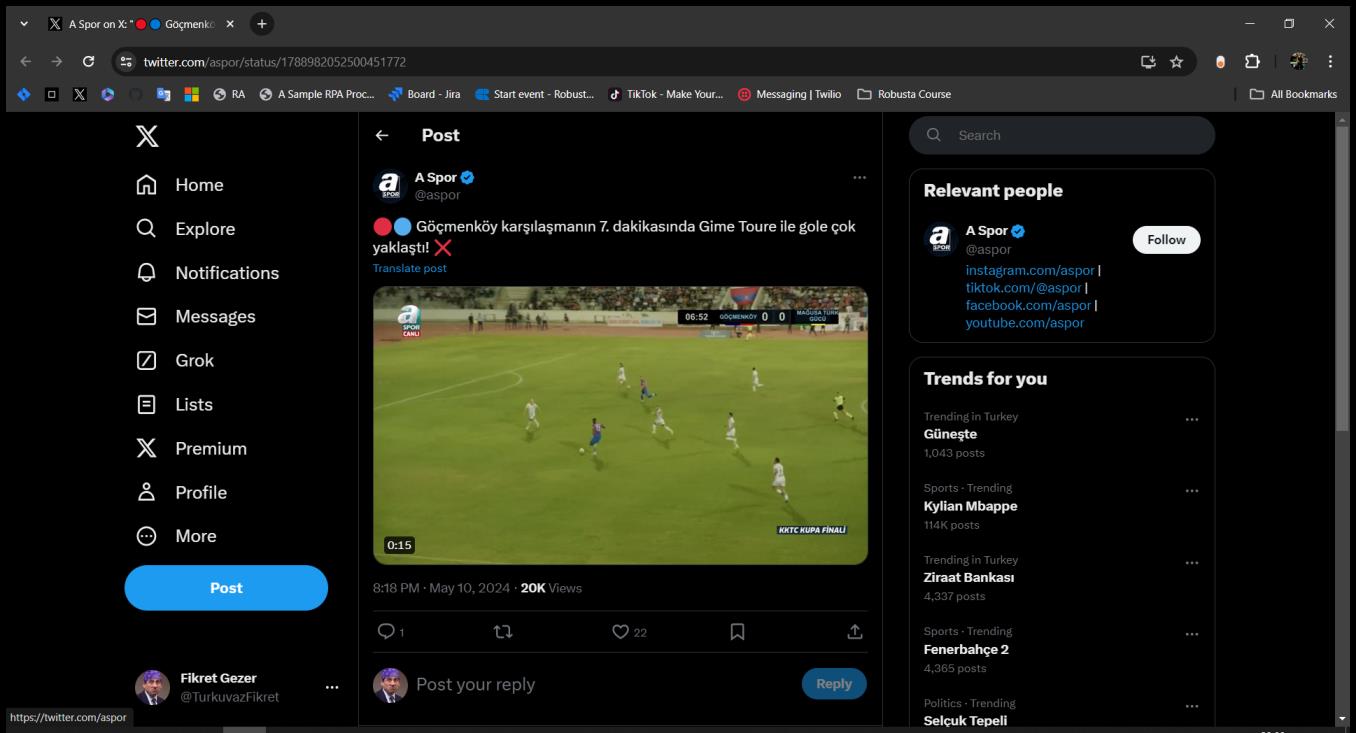 A Spor on X: "🔴🔵 Göçmenkö
twitter.com/aspor/status/1788982052500451772
RA
A Sample RPA Proc...
Board - Jira
Start event - Robust...
TikTok - Make Your...
Messaging | Twilio
Robusta Course
All Bookmarks
Home
Explore
Notifications
Messages
Grok
Lists
Premium
Profile
More
Post
Fikret Gezer
@TurkuvazFikret
https://twitter.com/aspor
Post
A Spor
@aspor
🔴🔵 Göçmenköy karşılaşmanın 7. dakikasında Gime Toure ile gole çok
yaklaştı! ❌
Translate post
a
SPOR
CANLI
06:52 GÖÇMENKÖY 0 0 MAĞUSA TÜRK
GÜCÜ
KKTC KUPA FİNALİ
0:15
8:18 PM · May 10, 2024 · 20K Views
1
22
Post your reply
Reply
Search
Relevant people
A Spor
@aspor
Follow
instagram.com/aspor |
tiktok.com/@aspor |
facebook.com/aspor |
youtube.com/aspor
Trends for you
Trending in Turkey
Güneşte
1,043 posts
Sports · Trending
Kylian Mbappe
114K posts
Trending in Turkey
Ziraat Bankası
4,337 posts
Sports · Trending
Fenerbahçe 2
4,365 posts
Politics · Trending
Selçuk Tepeli